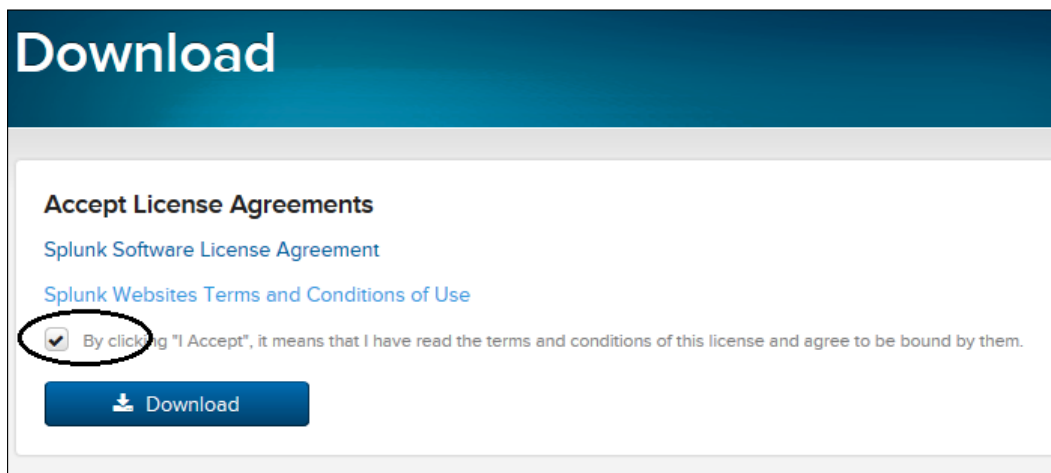 Download
Accept License Agreements
Splunk Software License Agreement
Splunk Websites Terms and Conditions of Use
By clicking "I Accept", it means that I have read the terms and conditions of this license and agree to be bound by them.
Download